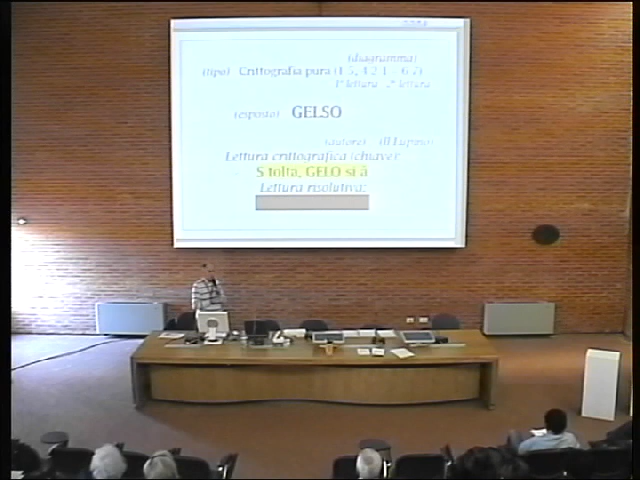 (diagramma)
(tipo) Crittografia pura (1 5, 4 2 1 = 6 7)
1ª lettura 2ª lettura
(esposto) GELSO
(autore) (Il Lupino)
Lettura crittografica (chiave):
S tolta, GELO si à
Lettura risolutiva: